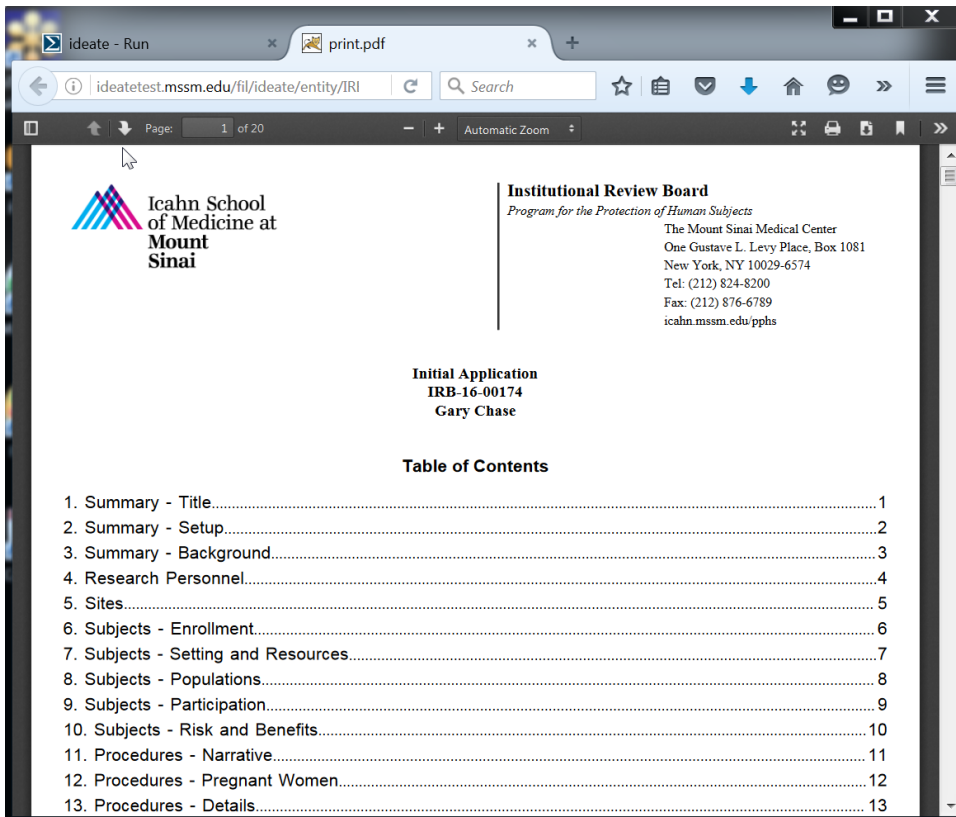 ideate - Run
print.pdf
ideatetest.mssm.edu/fil/ideate/entity/IRI
Search
Page: 1 of 20
Automatic Zoom
Icahn School
of Medicine at
Mount
Sinai
Institutional Review Board
Program for the Protection of Human Subjects
The Mount Sinai Medical Center
One Gustave L. Levy Place, Box 1081
New York, NY 10029-6574
Tel: (212) 824-8200
Fax: (212) 876-6789
icahn.mssm.edu/pphs
Initial Application
IRB-16-00174
Gary Chase
Table of Contents
1. Summary - Title 1
2. Summary - Setup 2
3. Summary - Background 3
4. Research Personnel 4
5. Sites 5
6. Subjects - Enrollment 6
7. Subjects - Setting and Resources 7
8. Subjects - Populations 8
9. Subjects - Participation 9
10. Subjects - Risk and Benefits 10
11. Procedures - Narrative 11
12. Procedures - Pregnant Women 12
13. Procedures - Details 13